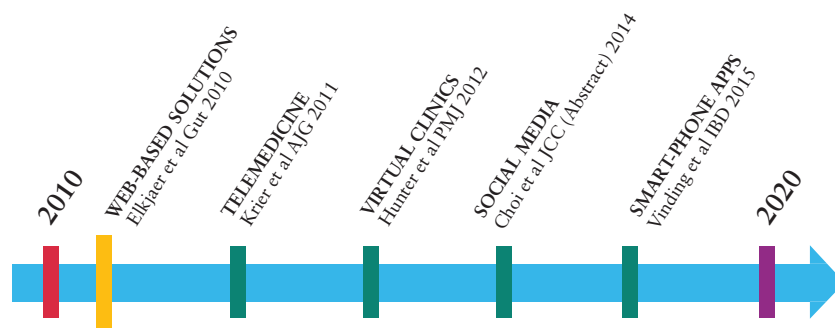 2010
WEB-BASED SOLUTIONS
Elkjaer et al Gut 2010
TELEMEDICINE
Krier et al AJG 2011
VIRTUAL CLINICS
Hunter et al PMJ 2012
SOCIAL MEDIA
Choi et al JCC (Abstract) 2014
SMART-PHONE APPS
Vinding et al IBD 2015
2020